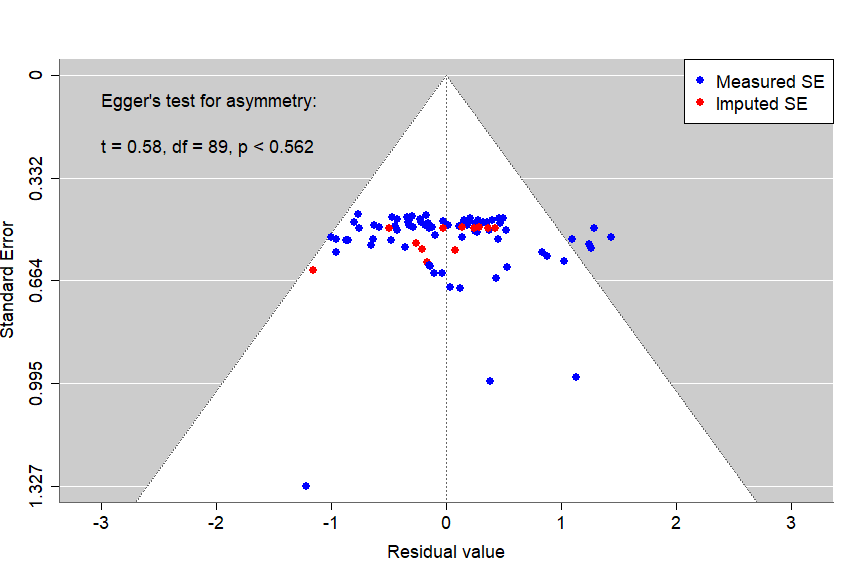 Egger's test for asymmetry:
t = 0.58, df = 89, p < 0.562
Measured SE
Imputed SE
Standard Error
0
0.332
0.664
0.995
1.327
-3
-2
-1
0
1
2
3
Residual value